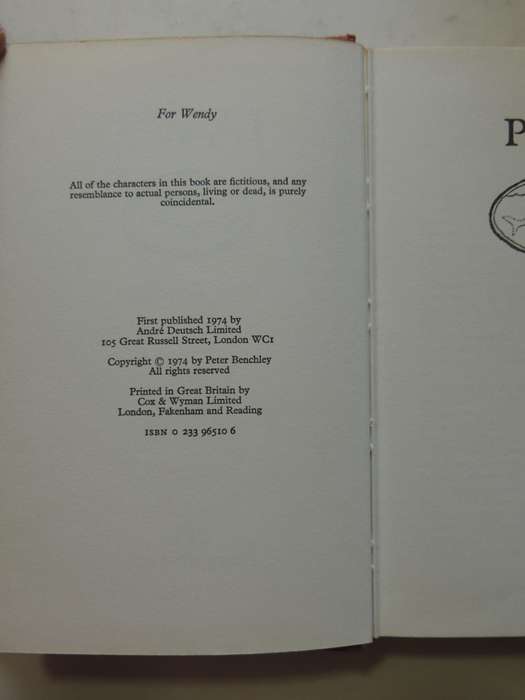 For Wendy
All of the characters in this book are fictitious, and any
resemblance to actual persons, living or dead, is purely
coincidental.
First published 1974 by
André Deutsch Limited
105 Great Russell Street, London WC1
Copyright © 1974 by Peter Benchley
All rights reserved
Printed in Great Britain by
Cox & Wyman Limited
London, Fakenham and Reading
ISBN 0 233 96510 6
P